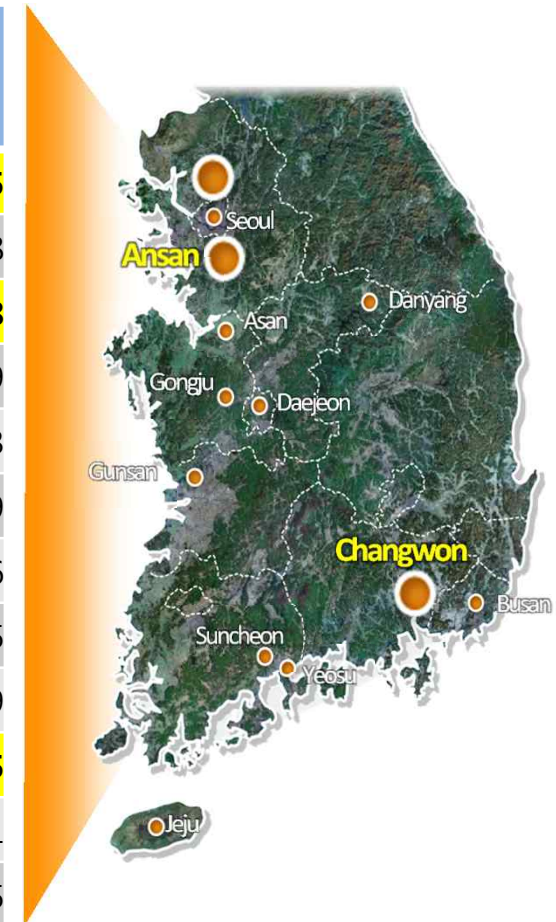 Seoul
Ansan
Danyang
Asan
Gongju
Daejeon
Gunsan
Changwon
Busan
Suncheon
Yeosu
Jeju